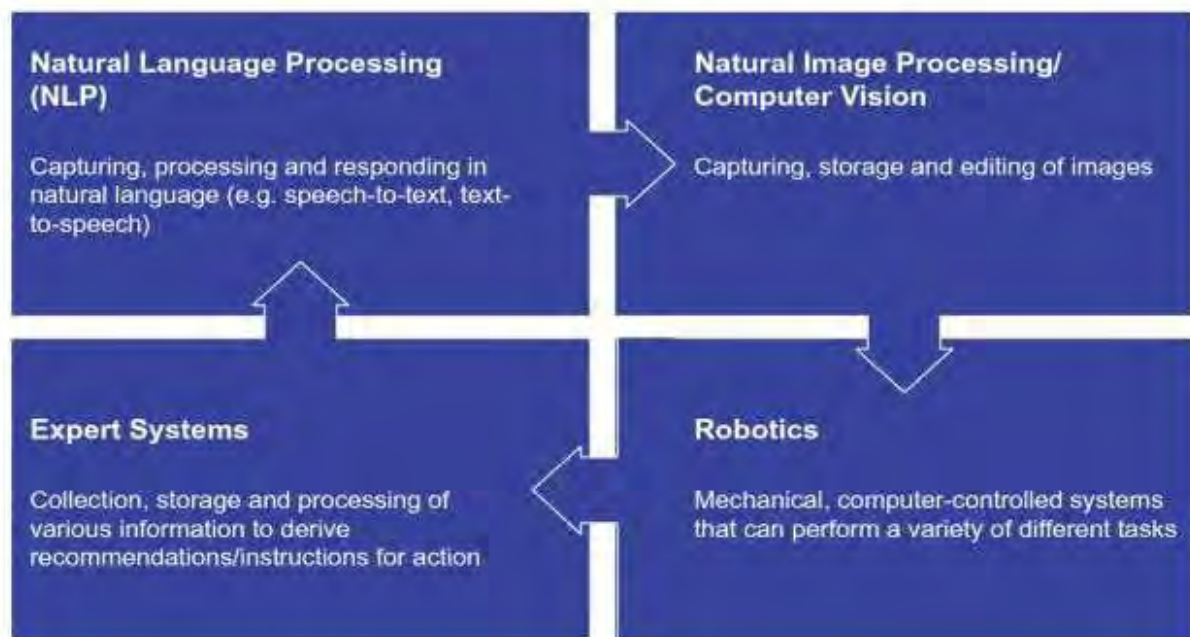 Natural Language Processing
(NLP)
Capturing, processing and responding in
natural language (e.g. speech-to-text, text-
to-speech)
Natural Image Processing/
Computer Vision
Capturing, storage and editing of images
Expert Systems
Collection, storage and processing of
various information to derive
recommendations/instructions for action
Robotics
Mechanical, computer-controlled systems
that can perform a variety of different tasks